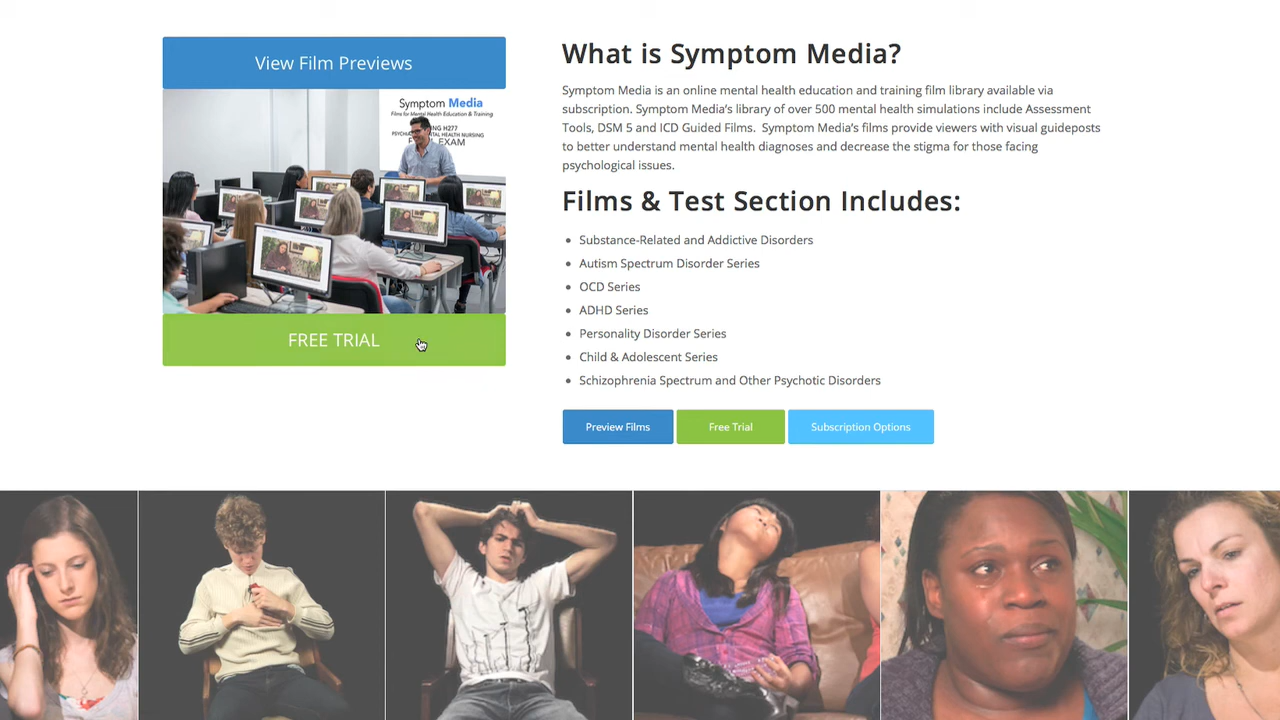 View Film Previews
Symptom Media
Films for Mental Health Education & Training
FREE TRIAL
What is Symptom Media?
Symptom Media is an online mental health education and training film library available via
subscription. Symptom Media's library of over 500 mental health simulations include Assessment
Tools, DSM 5 and ICD Guided Films.  Symptom Media's films provide viewers with visual guideposts
to better understand mental health diagnoses and decrease the stigma for those facing
psychological issues.
Films & Test Section Includes:
Substance-Related and Addictive Disorders
Autism Spectrum Disorder Series
OCD Series
ADHD Series
Personality Disorder Series
Child & Adolescent Series
Schizophrenia Spectrum and Other Psychotic Disorders
Preview Films
Free Trial
Subscription Options